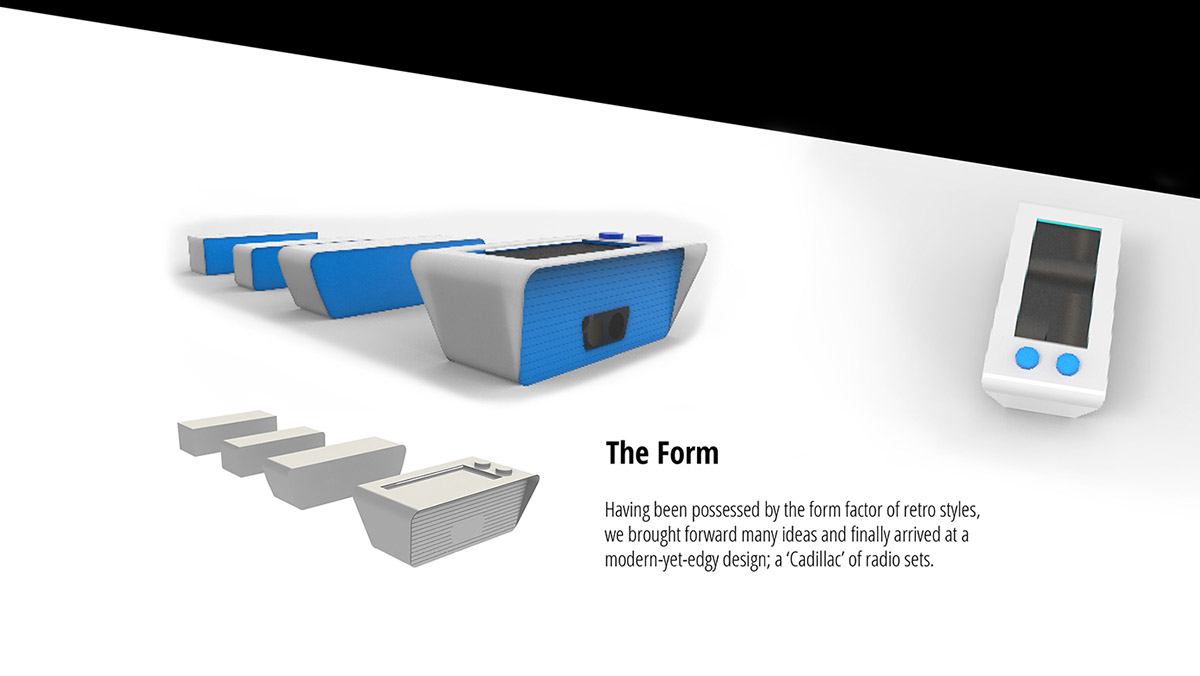 The Form
Having been possessed by the form factor of retro styles,
we brought forward many ideas and finally arrived at a
modern-yet-edgy design; a ‘Cadillac’ of radio sets.